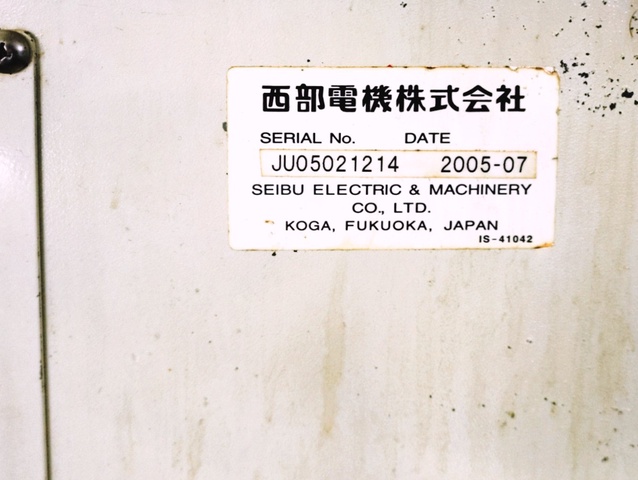 西部電機株式会社
SERIAL No. DATE
JU05021214 2005-07
SEIBU ELECTRIC & MACHINERY
CO., LTD.
KOGA, FUKUOKA, JAPAN
IS-41042